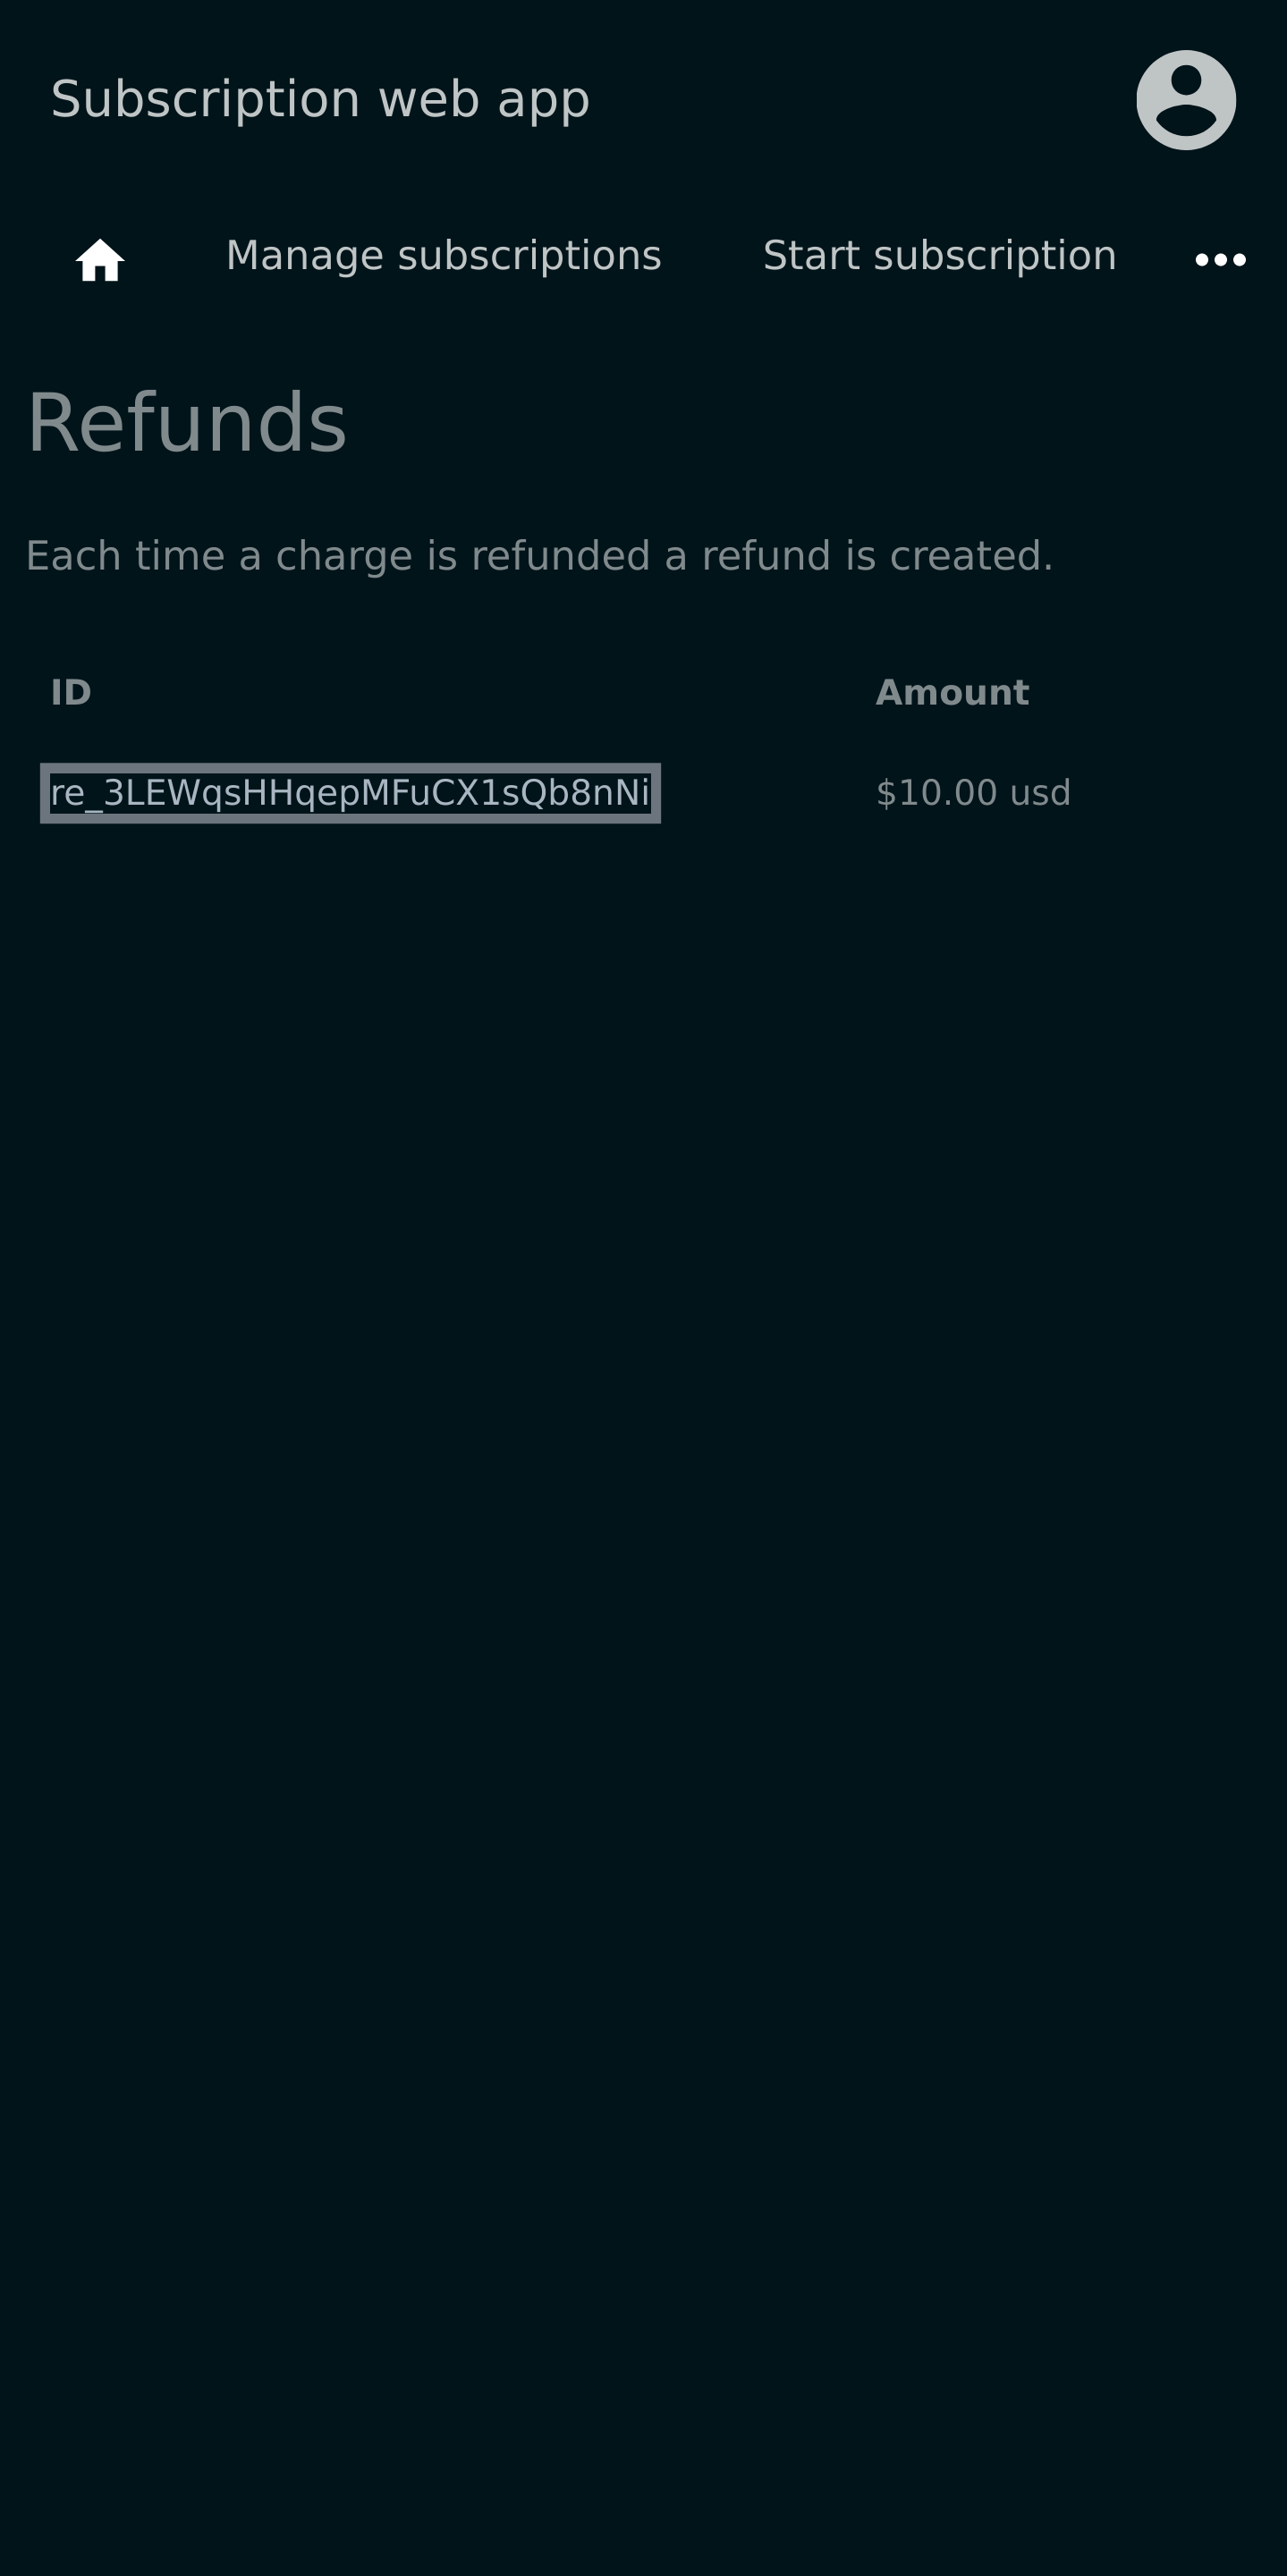 Subscription web app
Manage subscriptions Start subscription
Refunds
Each time a charge is refunded a refund is created.
ID Amount
re_3LEWqsHHqepMFuCX1sQb8nNi $10.00 usd